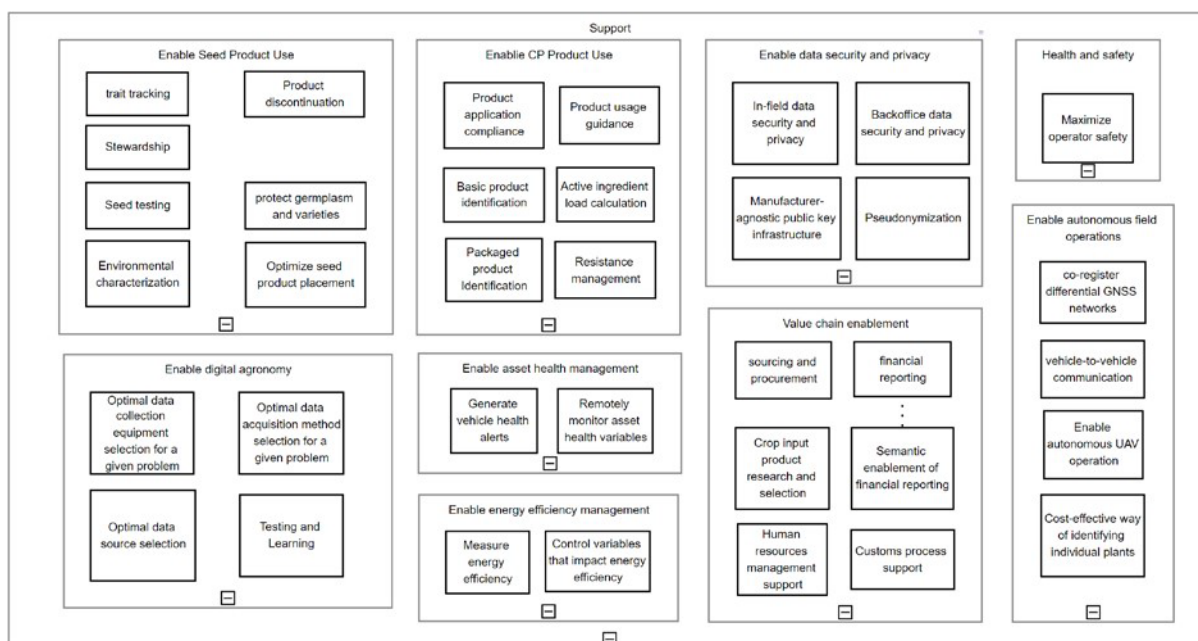 Support
Enable Seed Product Use
trait tracking
Product
discontinuation
Stewardship
Seed testing
protect germplasm
and varieties
Environmental
characterization
Optimize seed
product placement
Enablie CP Product Use
Product
application
compliance
Product usage
guidance
Basic product
identification
Active ingredient
load calculation
Packaged
product
Identification
Resistance
management
Enable data security and privacy
In-field data
security and
privacy
Backoffice data
security and privacy
Manufacturer-
agnostic public key
infrastructure
Pseudonymization
Health and safety
Maximize
operator safety
Enable autonomous field
operations
co-register
differential GNSS
networks
vehicle-to-vehicle
communication
Enable
autonomous UAV
operation
Cost-effective way
of identifying
individual plants
Enable digital agronomy
Optimal data
collection
equipment
selection for a
given problem
Optimal data
acquisition method
selection for a
given problem
Optimal data
source selection
Testing and
Learning
Enable asset health management
Generate
vehicle health
alerts
Remotely
monitor asset
health variables
Enable energy efficiency management
Measure
energy
efficiency
Control variables
that impact energy
efficiency
Value chain enablement
sourcing and
procurement
financial
reporting
Crop input
product
research and
selection
Semantic
enablement of
financial reporting
Human
resources
management
support
Customs process
support